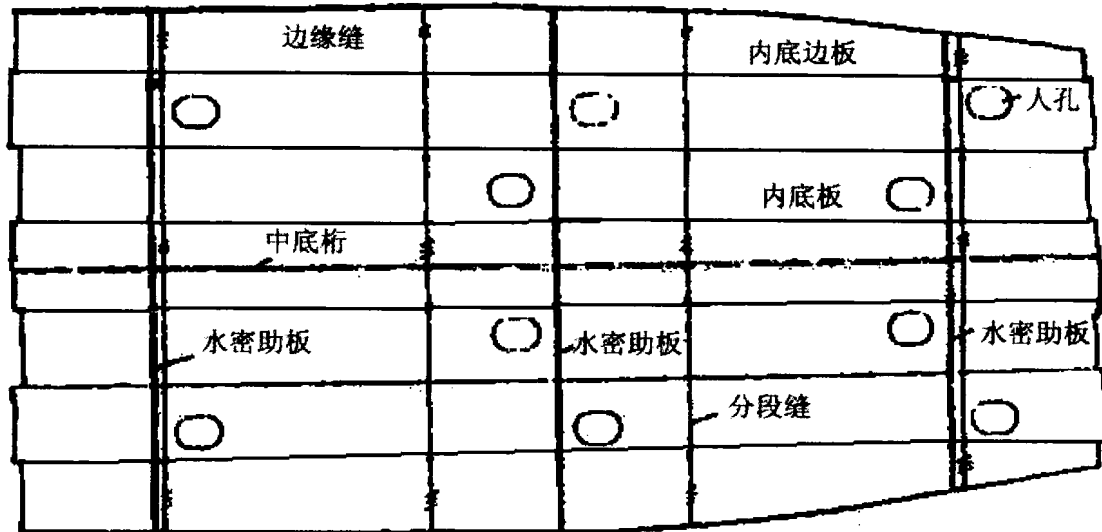 边缘缝
内底边板
人孔
内底板
中底桁
水密助板
水密助板
水密助板
分段缝